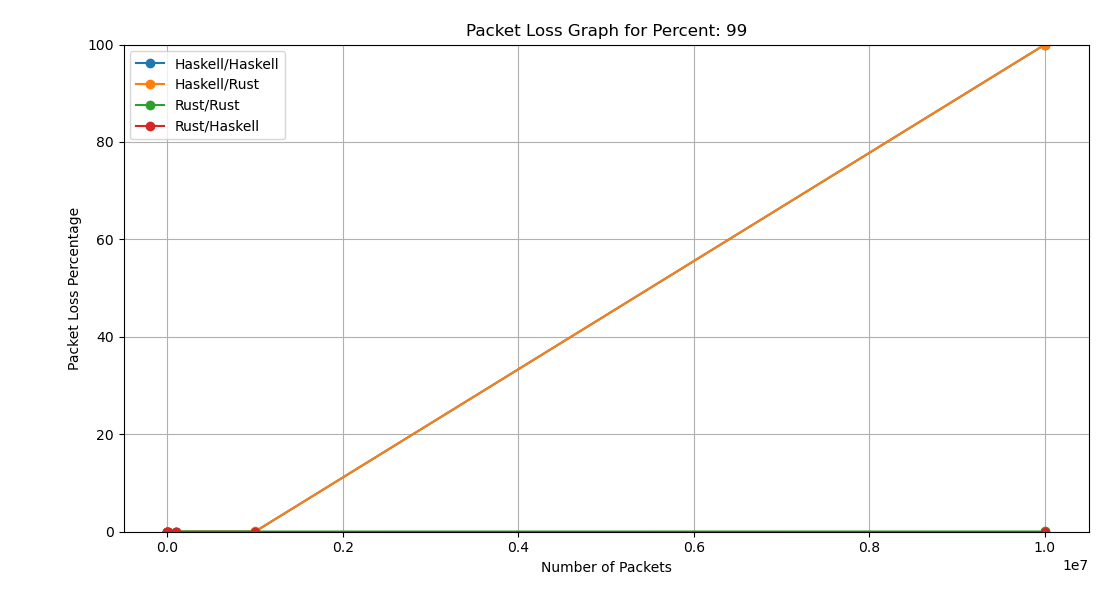 Packet Loss Graph for Percent: 99
Haskell/Haskell
Haskell/Rust
Rust/Rust
Rust/Haskell
100
80
60
40
20
0
Packet Loss Percentage
0.0 0.2 0.4 0.6 0.8 1.0
1e7
Number of Packets